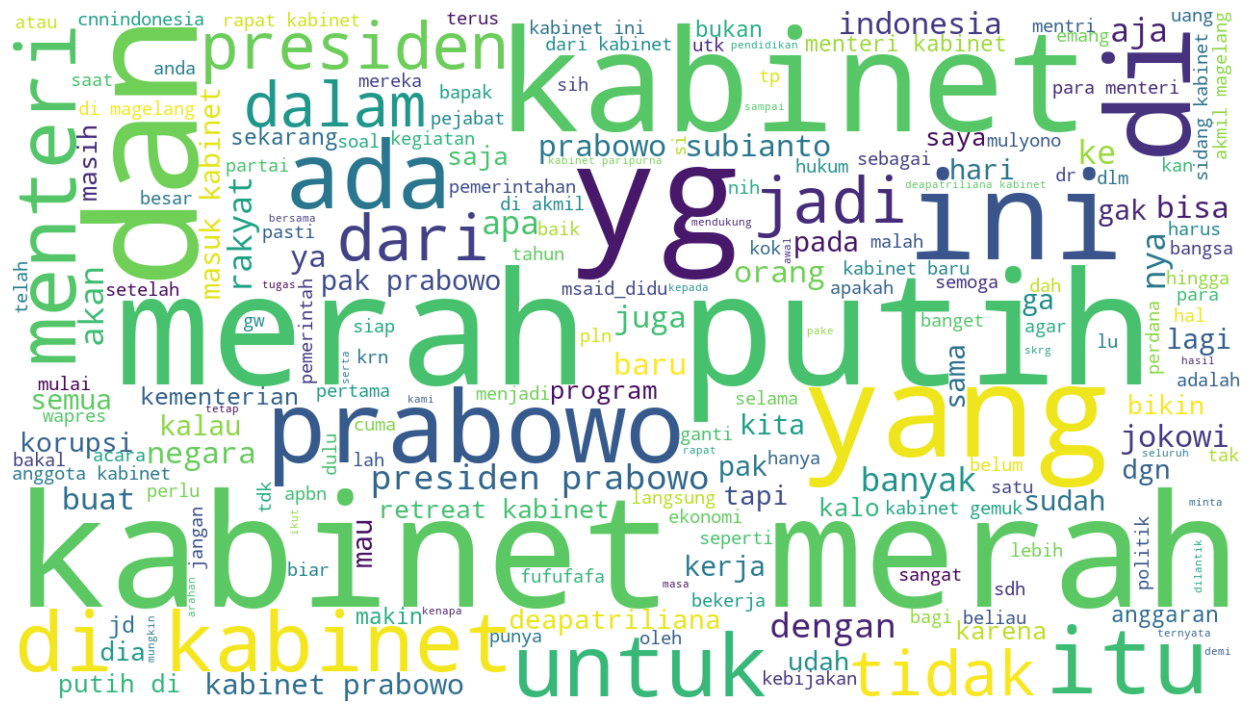 atau
cnnindonesia
rapat kabinet
terus
kabinet ini
bukan
indonesia
mentri
uang
menteri
dan
presiden
dari kabinet
utk
pendidikan
menteri kabinet
emang
aja
di
saat
anda
mereka
sih
kabinet
tp
sampai
para menteri
sidang kabinet
akmil magelang
di magelang
dalam
bapak
pejabat
masih
masuk kabinet
sekarang
soal
kegiatan
prabowo subianto
si
saya
mulyono
ke
kan
partai
ada
saja
kabinet paripurna
hukum
sebagai
hari
dr
dlm
besar
rakyat
pemerintahan
di akmil
nih
yg
jadi
deapatriliana kabinet
ini
gak
bisa
bersama
pasti
dari
apa
baik
mendukung
harus
bangsa
telah
akan
setelah
ya
tahun
kok
awal
pada
malah
nya
tugas
pak prabowo
orang
kabinet baru
hingga
msaid_didu
kepada
apakah
semoga
dah
ga
para
perdana
gw
pemerintah
siap
merah putih
juga
pln
pake
banget
agar
hal
lu
lagi
krn
serta
baru
skrg
sama
hasil
mulai
kementerian
pertama
menjadi
program
selama
adalah
semua
wapres
tetap
kami
prabowo
yang
bikin
kalau
cuma
ganti
kita
korupsi
dulu
rapat
hanya
jokowi
tak
bakal
acara
negara
lah
seluruh
anggota kabinet
presiden prabowo
pak
belum
dgn
buat
perlu
tdk
apbn
langsung
tapi
banyak
satu
sudah
minta
kabinet merah
ikut
retreat kabinet
ekonomi
kalo
kabinet gemuk
jangan
mau
seperti
kerja
lebih
politik
dilantik
arahan
biar
fufufafa
masa
bekerja
sangat
sdh
di kabinet
makin
kenapa
deapatriliana
dengan
bagi
beliau
karena
anggaran
jd
dia
mungkin
punya
oleh
untuk
udah
tidak
itu
ternyata
demi
putih di
kabinet prabowo
kebijakan